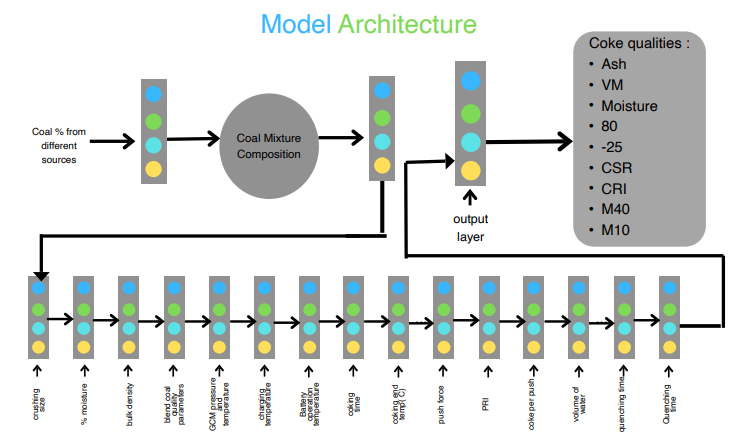 Model Architecture
Coal % from
different
sources
Coal Mixture
Composition
output
layer
Coke qualities :
• Ash
• VM
• Moisture
• 80
• -25
• CSR
• CRI
• M40
• M10
crushing
size
% moisture
bulk density
blend coal
quality
parameters
GCM pressure
and
temperature
charging
temperature
Battery
operation
temperature
coking
time
coking end
temp( C)
push force
PRI
coke per push
volume of
water
quenching time
Quenching
time